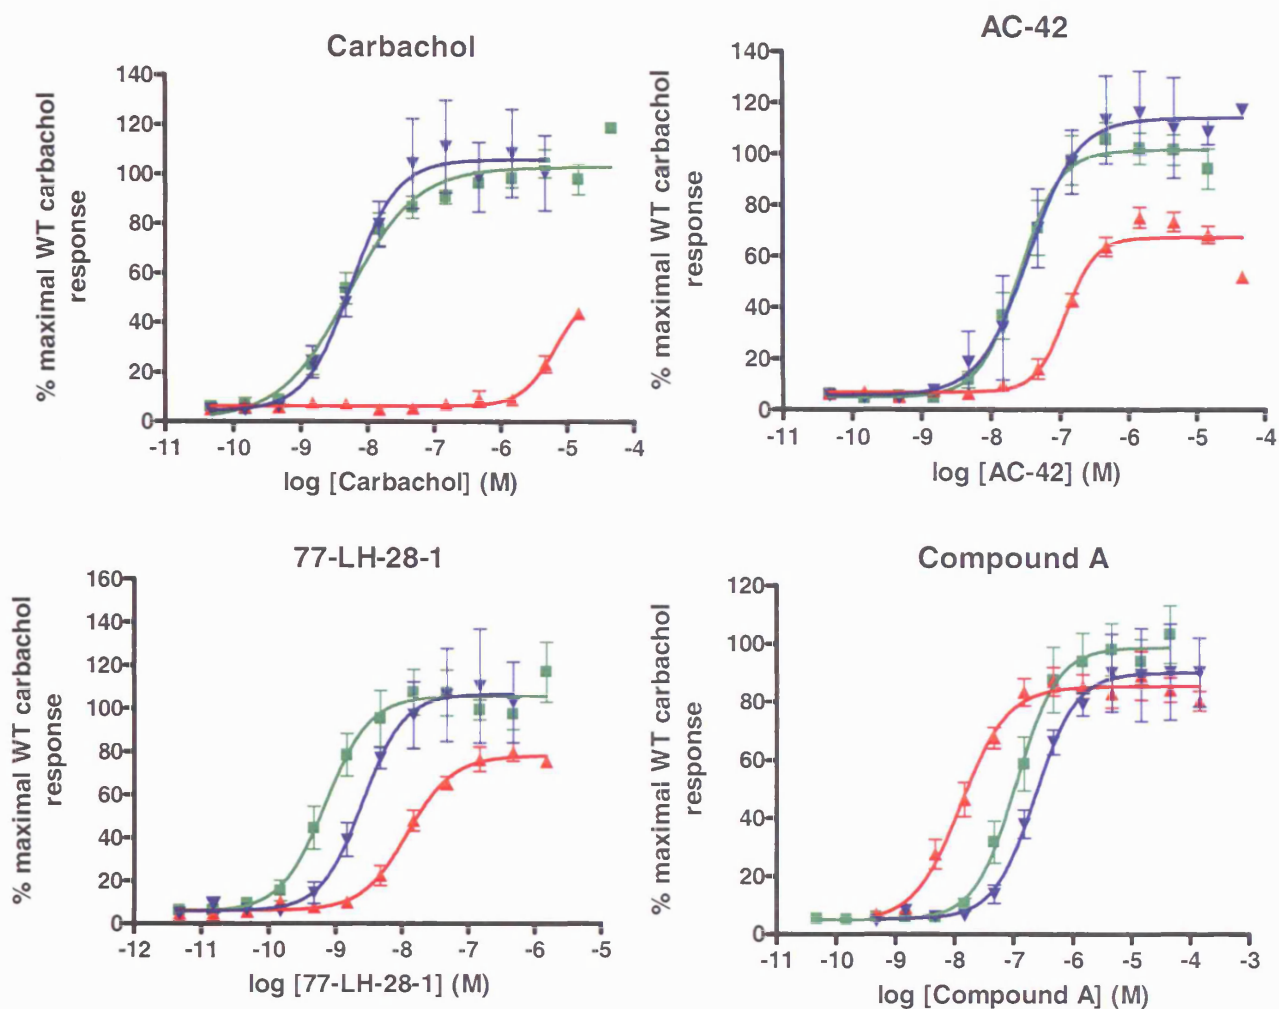 Carbachol
% maximal WT carbachol
response
140
120
100
80
60
40
20
0
-11 -10 -9 -8 -7 -6 -5 -4
log [Carbachol] (M)
AC-42
% maximal WT carbachol
response
140
120
100
80
60
40
20
0
-11 -10 -9 -8 -7 -6 -5 -4
log [AC-42] (M)
77-LH-28-1
% maximal WT carbachol
response
160
140
120
100
80
60
40
20
0
-12 -11 -10 -9 -8 -7 -6 -5
log [77-LH-28-1] (M)
Compound A
% maximal WT carbachol
response
120
100
80
60
40
20
0
-11 -10 -9 -8 -7 -6 -5 -4 -3
log [Compound A] (M)